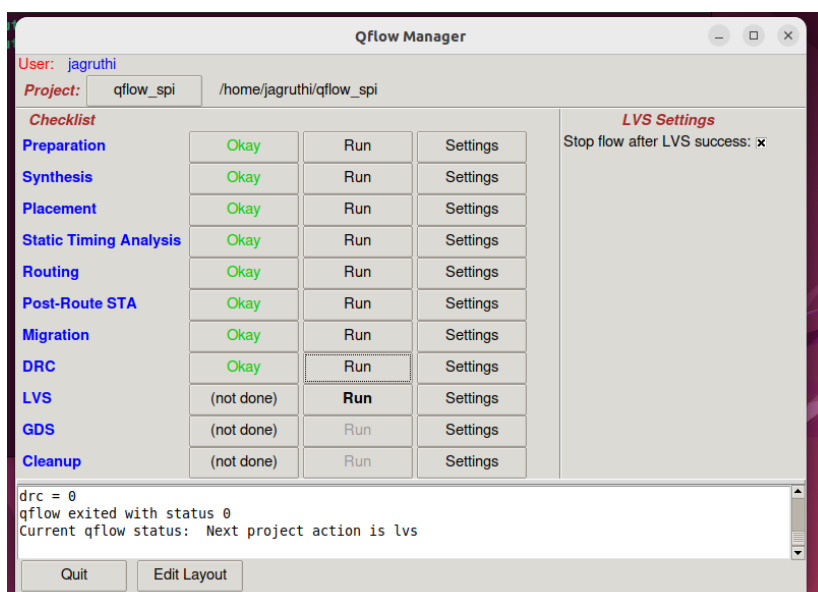 Qflow Manager
User: jagruthi
Project: qflow_spi /home/jagruthi/qflow_spi
Checklist LVS Settings
Preparation Okay Run Settings Stop flow after LVS success:
Synthesis Okay Run Settings
Placement Okay Run Settings
Static Timing Analysis Okay Run Settings
Routing Okay Run Settings
Post-Route STA Okay Run Settings
Migration Okay Run Settings
DRC Okay Run Settings
LVS (not done) Run Settings
GDS (not done) Run Settings
Cleanup (not done) Run Settings
drc = 0
qflow exited with status 0
Current qflow status:  Next project action is lvs
Quit Edit Layout